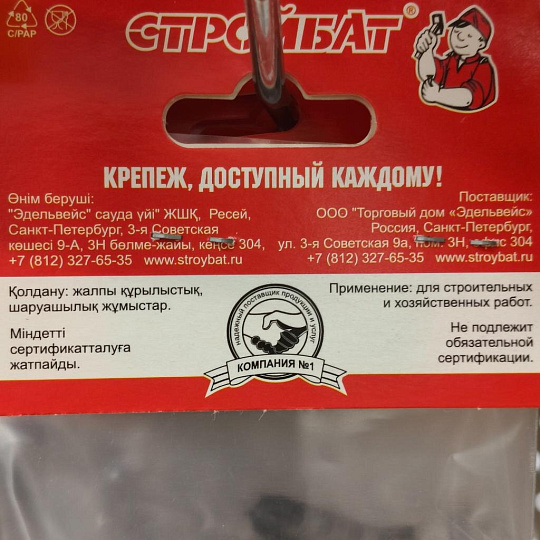 80
C/PAP
СТРОЙБАТ®
КРЕПЕЖ, ДОСТУПНЫЙ КАЖДОМУ!
Өнім беруші:
"Эдельвейс" сауда үйі" ЖШҚ, Ресей,
Санкт-Петербург, 3-я Советская
көшесі 9-А, 3Н бөлме-жайы, кеңсе 304,
+7 (812) 327-65-35 www.stroybat.ru
Поставщик:
ООО "Торговый дом «Эдельвейс»
Россия, Санкт-Петербург,
ул. 3-я Советская 9а, пом. 3Н, офис 304
+7 (812) 327-65-35 www.stroybat.ru
Қолдану: жалпы құрылыстық,
шаруашылық жұмыстар.
Міндетті
сертификатталуға
жатпайды.
надежный поставщик продукции и услуг
КОМПАНИЯ №1
Применение: для строительных
и хозяйственных работ.
Не подлежит
обязательной
сертификации.